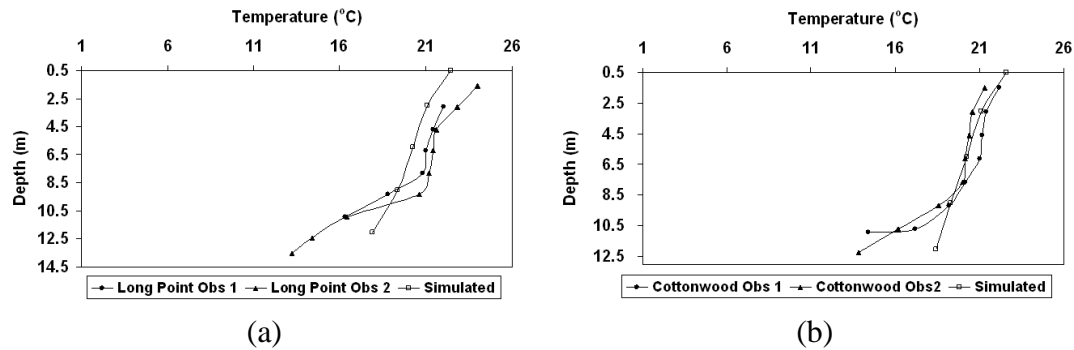 Temperature (°C)
1 6 11 16 21 26
0.5
2.5
4.5
6.5
8.5
10.5
12.5
14.5
Depth (m)
Long Point Obs 1 Long Point Obs 2 Simulated
(a)
Temperature (°C)
1 6 11 16 21 26
0.5
2.5
4.5
6.5
8.5
10.5
12.5
Depth (m)
Cottonwood Obs 1 Cottonwood Obs2 Simulated
(b)